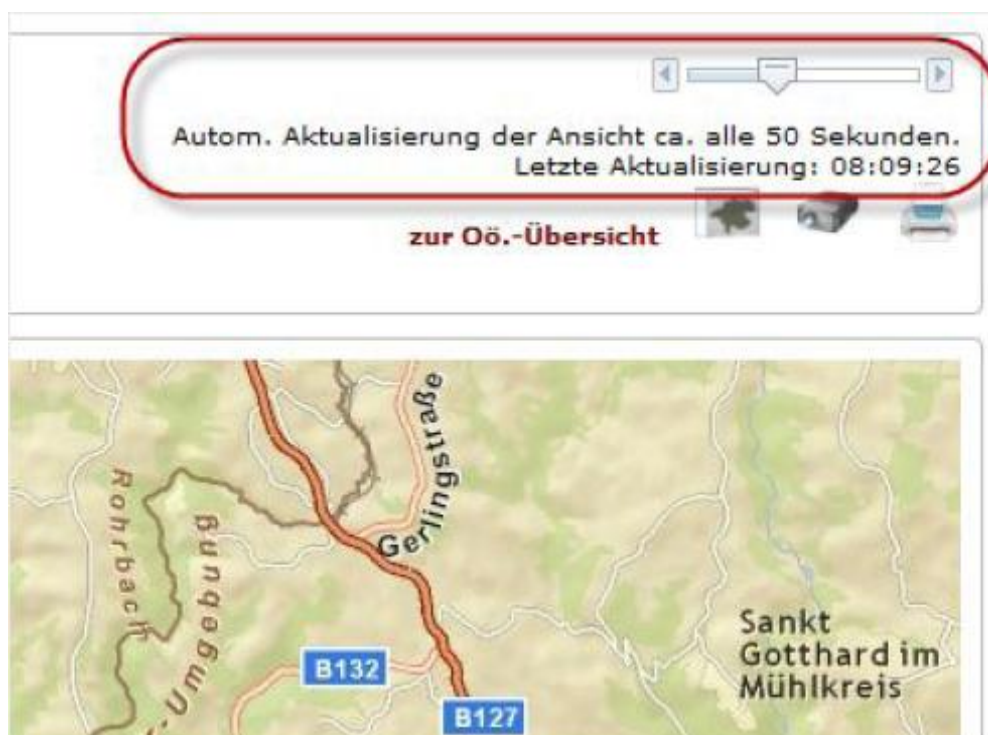 Autom. Aktualisierung der Ansicht ca. alle 50 Sekunden.
Letzte Aktualisierung: 08:09:26
zur Oö.-Übersicht
Gerlingstraße
Rohrbach
-Umgebung
Sankt
Gotthard im
Mühlkreis
B132
B127